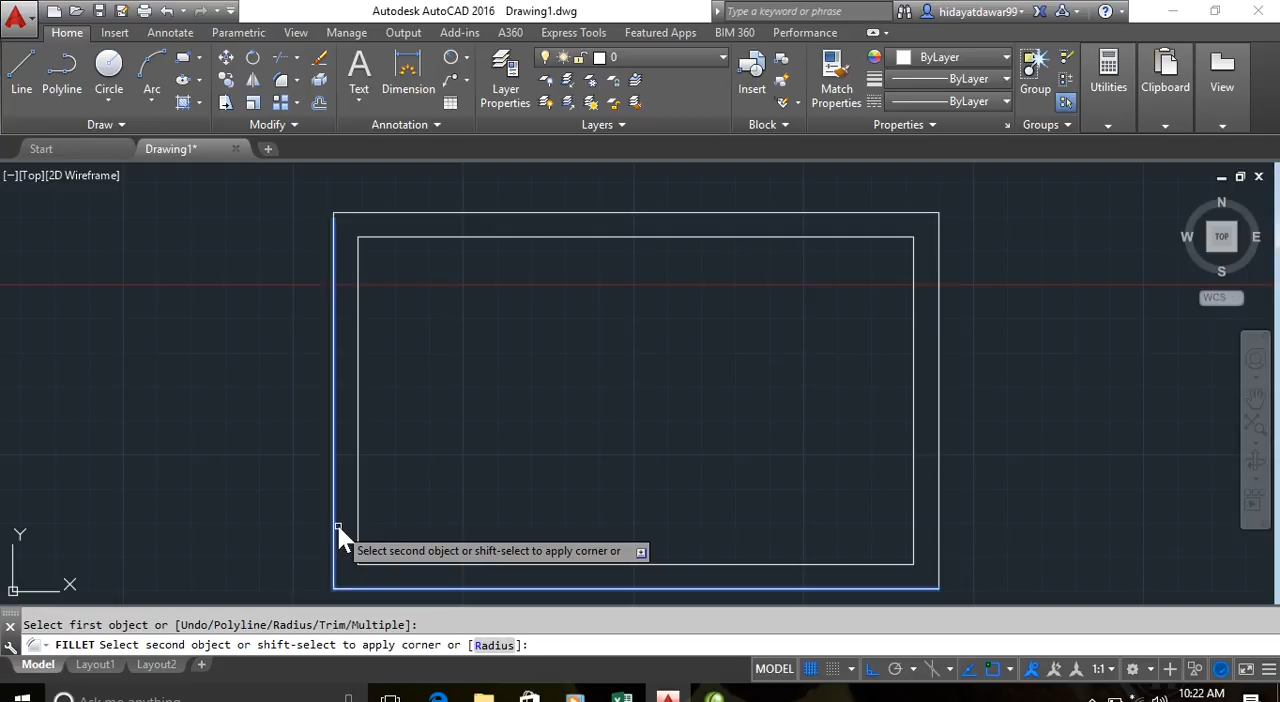 Autodesk AutoCAD 2016 Drawing1.dwg
Type a keyword or phrase
hidayatdawar99
Home Insert Annotate Parametric View Manage Output Add-ins A360 Express Tools Featured Apps BIM 360 Performance
Line Polyline Circle Arc
Text Dimension
Layer Properties
0
Insert
Match Properties
ByLayer
ByLayer
ByLayer
Group
Utilities
Clipboard
View
Draw Modify Annotation Layers Block Properties Groups
Start Drawing1*
[−][Top][2D Wireframe]
N
W TOP E
S
WCS
Select second object or shift-select to apply corner or
Y
X
Select first object or [Undo/Polyline/Radius/Trim/Multiple]:
FILLET Select second object or shift-select to apply corner or [Radius]:
Model Layout1 Layout2
MODEL 1:1
Ask me anything
10:22 AM